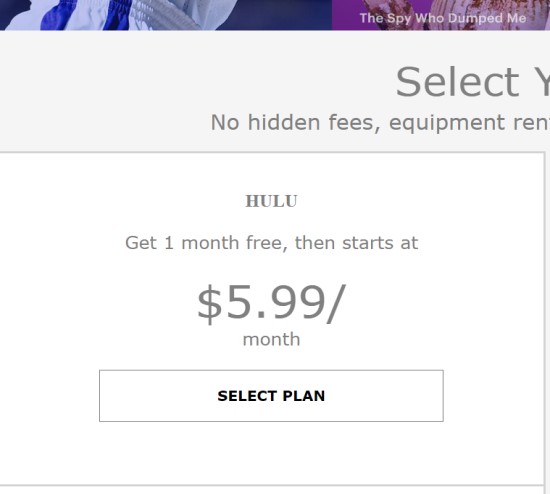 The Spy Who Dumped Me
Select
No hidden fees, equipment
HULU
Get 1 month free, then starts at
$5.99/
month
SELECT PLAN